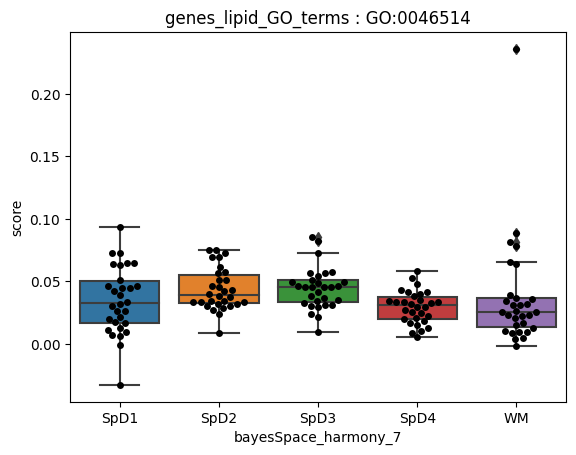 genes_lipid_GO_terms : GO:0046514
score
0.20
0.15
0.10
0.05
0.00
SpD1 SpD2 SpD3 SpD4 WM
bayesSpace_harmony_7